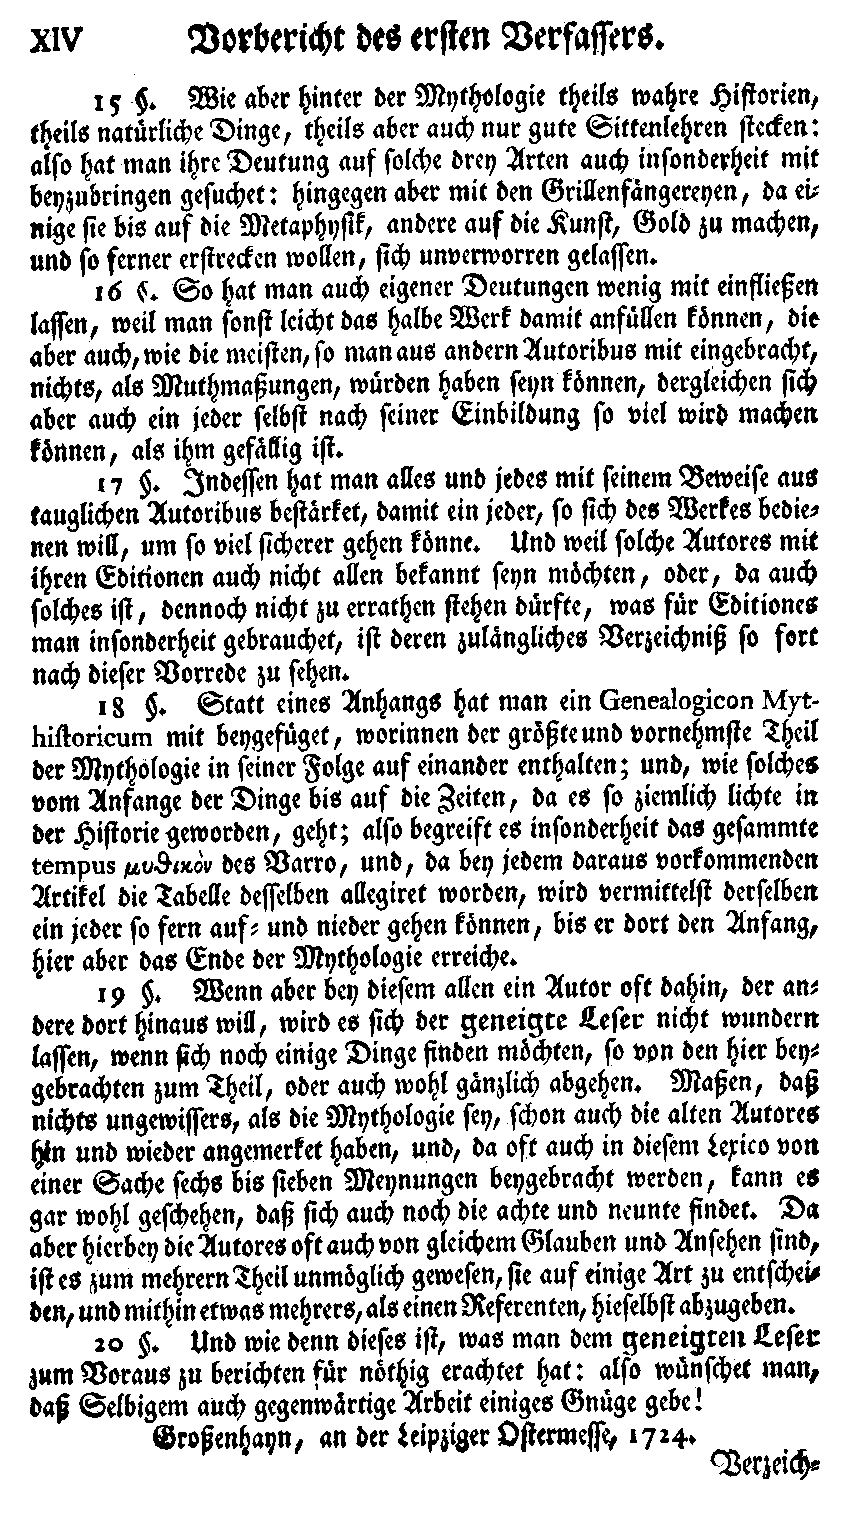 XIV Vorbericht des ersten Verfassers.
15 §. Wie aber hinter der Mythologie theils wahre Historien,
theils natürliche Dinge, theils aber auch nur gute Sittenlehren stecken:
also hat man ihre Deutung auf solche drey Arten auch insonderheit mit
beyzubringen gesuchet: hingegen aber mit den Grillenfängereyen, da ei-
nige sie bis auf die Metaphysik, andere auf die Kunst, Gold zu machen,
und so ferner erstrecken wollen, sich unverworren gelassen.
16 §. So hat man auch eigener Deutungen wenig mit einfließen
lassen, weil man sonst leicht das halbe Werk damit anfüllen können, die
aber auch, wie die meisten, so man aus andern Autoribus mit eingebracht,
nichts, als Muthmaßungen, würden haben seyn können, dergleichen sich
aber auch ein jeder selbst nach seiner Einbildung so viel wird machen
können, als ihm gefällig ist.
17 §. Indessen hat man alles und jedes mit seinem Beweise aus
tauglichen Autoribus bestärket, damit ein jeder, so sich des Werkes bedie-
nen will, um so viel sicherer gehen könne. Und weil solche Autores mit
ihren Editionen auch nicht allen bekannt seyn möchten, oder, da auch
solches ist, dennoch nicht zu errathen stehen dürfte, was für Editiones
man insonderheit gebrauchet, ist deren zulängliches Verzeichniß so fort
nach dieser Vorrede zu sehen.
18 §. Statt eines Anhangs hat man ein Genealogicon Myt-
historicum mit beygefüget, worinnen der größte und vornehmste Theil
der Mythologie in seiner Folge auf einander enthalten; und, wie solches
vom Anfange der Dinge bis auf die Zeiten, da es so ziemlich lichte in
der Historie geworden, geht; also begreift es insonderheit das gesammte
tempus μυθικὸν des Varro, und, da bey jedem daraus vorkommenden
Artikel die Tabelle desselben allegiret worden, wird vermittelst derselben
ein jeder so fern auf- und nieder gehen können, bis er dort den Anfang,
hier aber das Ende der Mythologie erreiche.
19 §. Wenn aber bey diesem allen ein Autor oft dahin, der an-
dere dort hinaus will, wird es sich der geneigte Leser nicht wundern
lassen, wenn sich noch einige Dinge finden möchten, so von den hier bey-
gebrachten zum Theil, oder auch wohl gänzlich abgehen. Maßen, daß
nichts ungewissers, als die Mythologie sey, schon auch die alten Autores
hin und wieder angemerket haben, und, da oft auch in diesem Lexico von
einer Sache sechs bis sieben Meynungen beygebracht werden, kann es
gar wohl geschehen, daß sich auch noch die achte und neunte findet. Da
aber hierbey die Autores oft auch von gleichem Glauben und Ansehen sind,
ist es zum mehrern Theil unmöglich gewesen, sie auf einige Art zu entschei-
den, und mithin etwas mehrers, als einen Referenten, hieselbst abzugeben.
20 §. Und wie denn dieses ist, was man dem geneigten Leser
zum Voraus zu berichten für nöthig erachtet hat: also wünschet man,
daß Selbigem auch gegenwärtige Arbeit einiges Gnüge gebe!
Großenhayn, an der Leipziger Ostermesse, 1724.
Verzeich-